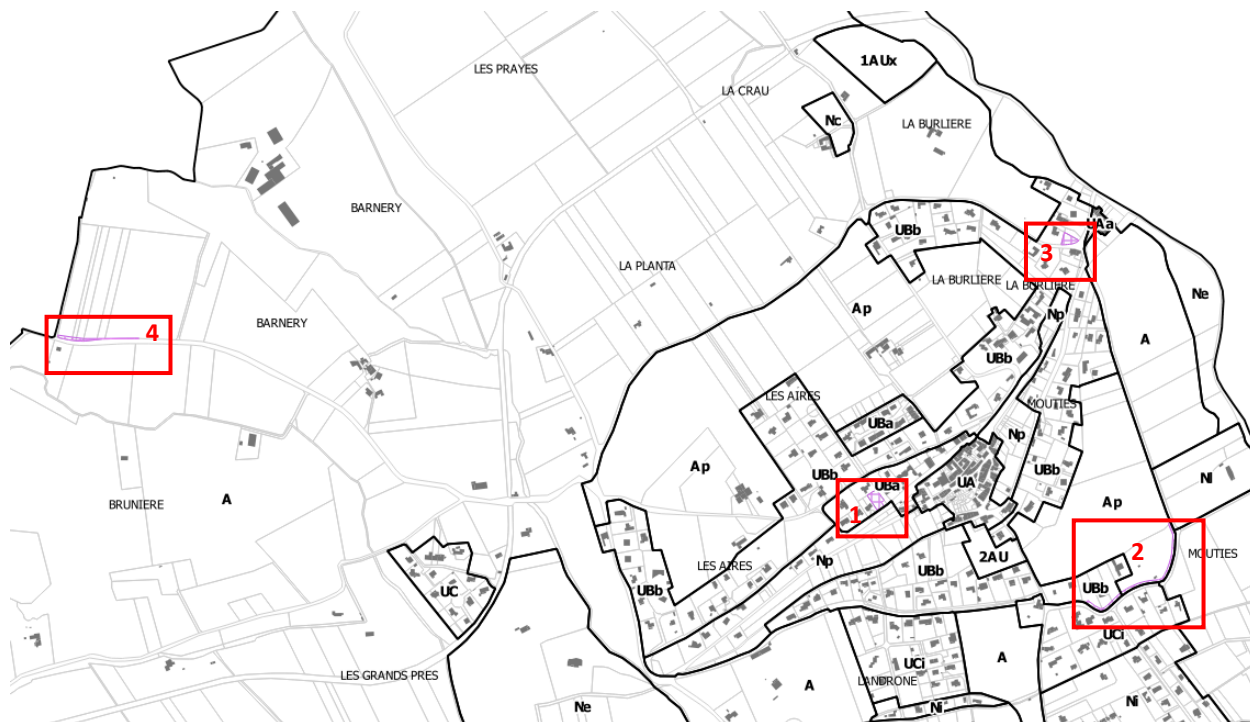 1AUx
LES PRAYES
LA CRAU
Nc
LA BURLIERE
BARNERY
UBb
UAa
3
LA PLANTA
LA BURLIERE
LA BURLIERE
Ne
Ap
Np
BARNERY
4
A
UBb
LES AIRES
MOUTIES
UBa
Np
Ap
UBb
UBb
Nl
UBa
UA
A
BRUNIERE
Ap
1
2
MOUTIES
2AU
Np
LES AIRES
UBb
UBb
UBb
UC
UCi
UCi
A
LES GRANDS PRES
LANDRONE
A
Ni
Ne
Ni